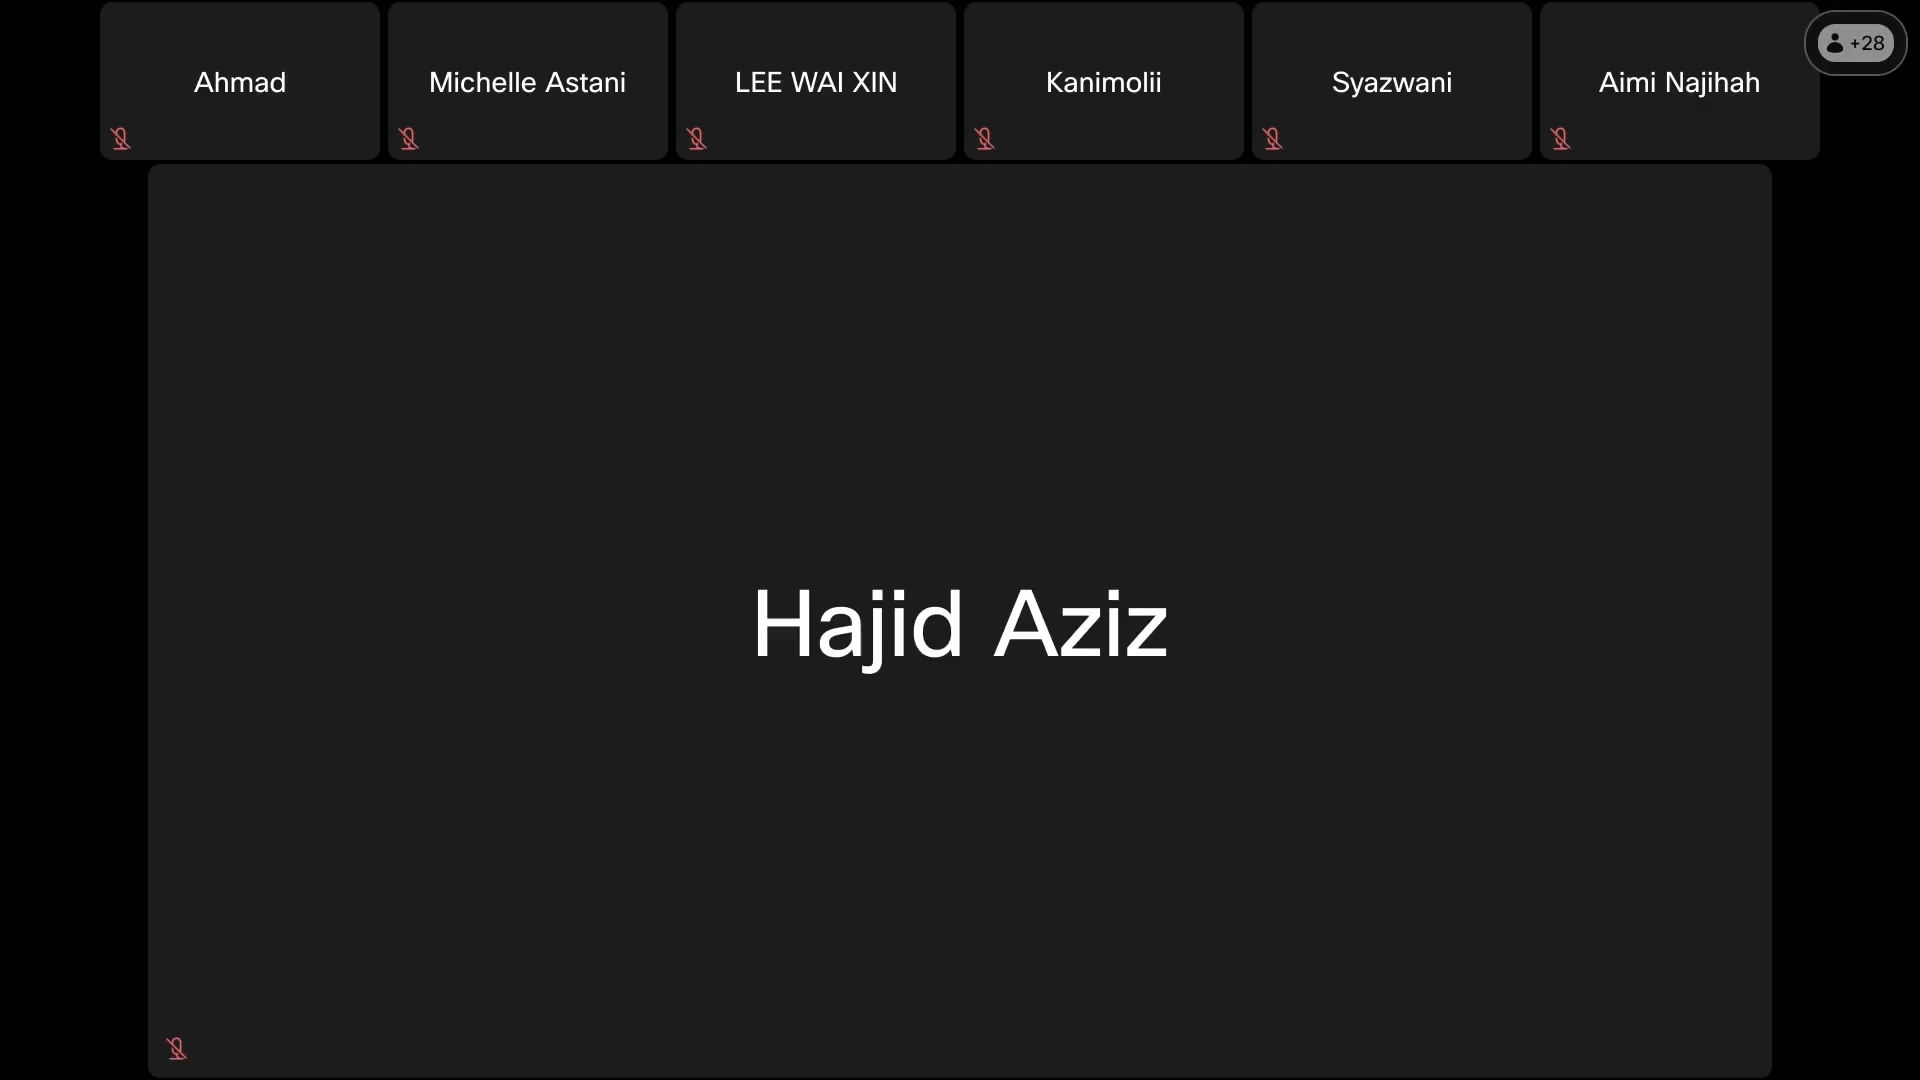 Ahmad
Michelle Astani
LEE WAI XIN
Kanimolii
Syazwani
Aimi Najihah
+28
Hajid Aziz